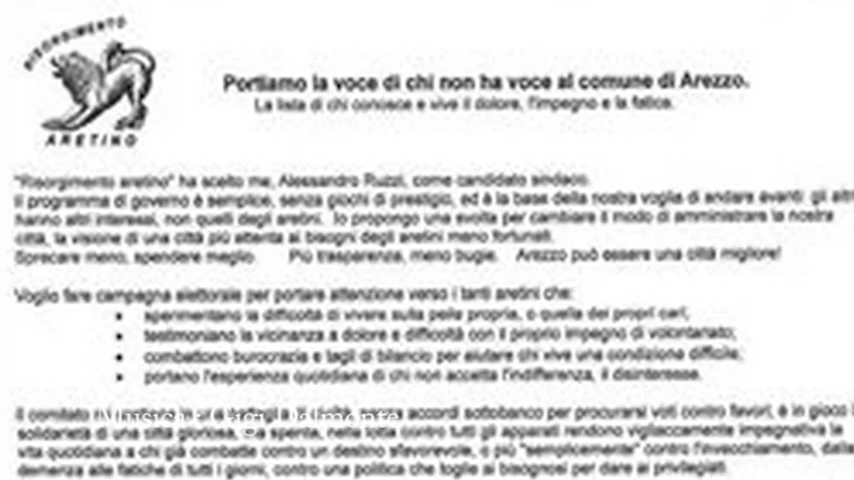 RISORGIMENTO
ARETINO
Portiamo la voce di chi non ha voce al comune di Arezzo.
La lista di chi conosce e vive il dolore, l'impegno e la fatica.
"Risorgimento aretino" ha scelto me, Alessandro Ruzzi, come candidato sindaco.
Il programma di governo è semplice, senza giochi di prestigio, ed è la base della nostra voglia di andare avanti: gli altri
hanno altri interessi, non quelli degli aretini. Io propongo una svolta per cambiare il modo di amministrare la nostra
città, la visione di una città più attenta ai bisogni degli aretini meno fortunati.
Sprecare meno, spendere meglio. Più trasparenza, meno bugie. Arezzo può essere una città migliore!
Voglio fare campagna elettorale per portare attenzione verso i tanti aretini che:
• sperimentano la difficoltà di vivere sulla pelle propria, o quella dei propri cari;
• testimoniano la vicinanza a dolore e difficoltà con il proprio impegno di volontariato;
• combattono burocrazia e tagli di bilancio per aiutare chi vive una condizione difficile;
• portano l'esperienza quotidiana di chi non accetta l'indifferenza, il disinteresse.
Il comitato accordi sottobanco per procurarsi voti contro favori, è in gioco
Musiche Gigi Dalmonte
solidarietà di una città gloriosa, ma spenta, nella lotta contro tutti gli apparati rendono vigliaccamente impegnativa la
vita quotidiana a chi già combatte contro un destino sfavorevole, o più "semplicemente" contro l'invecchiamento, dalla
demenza alle fatiche di tutti i giorni, contro una politica che toglie ai bisognosi per dare ai privilegiati.